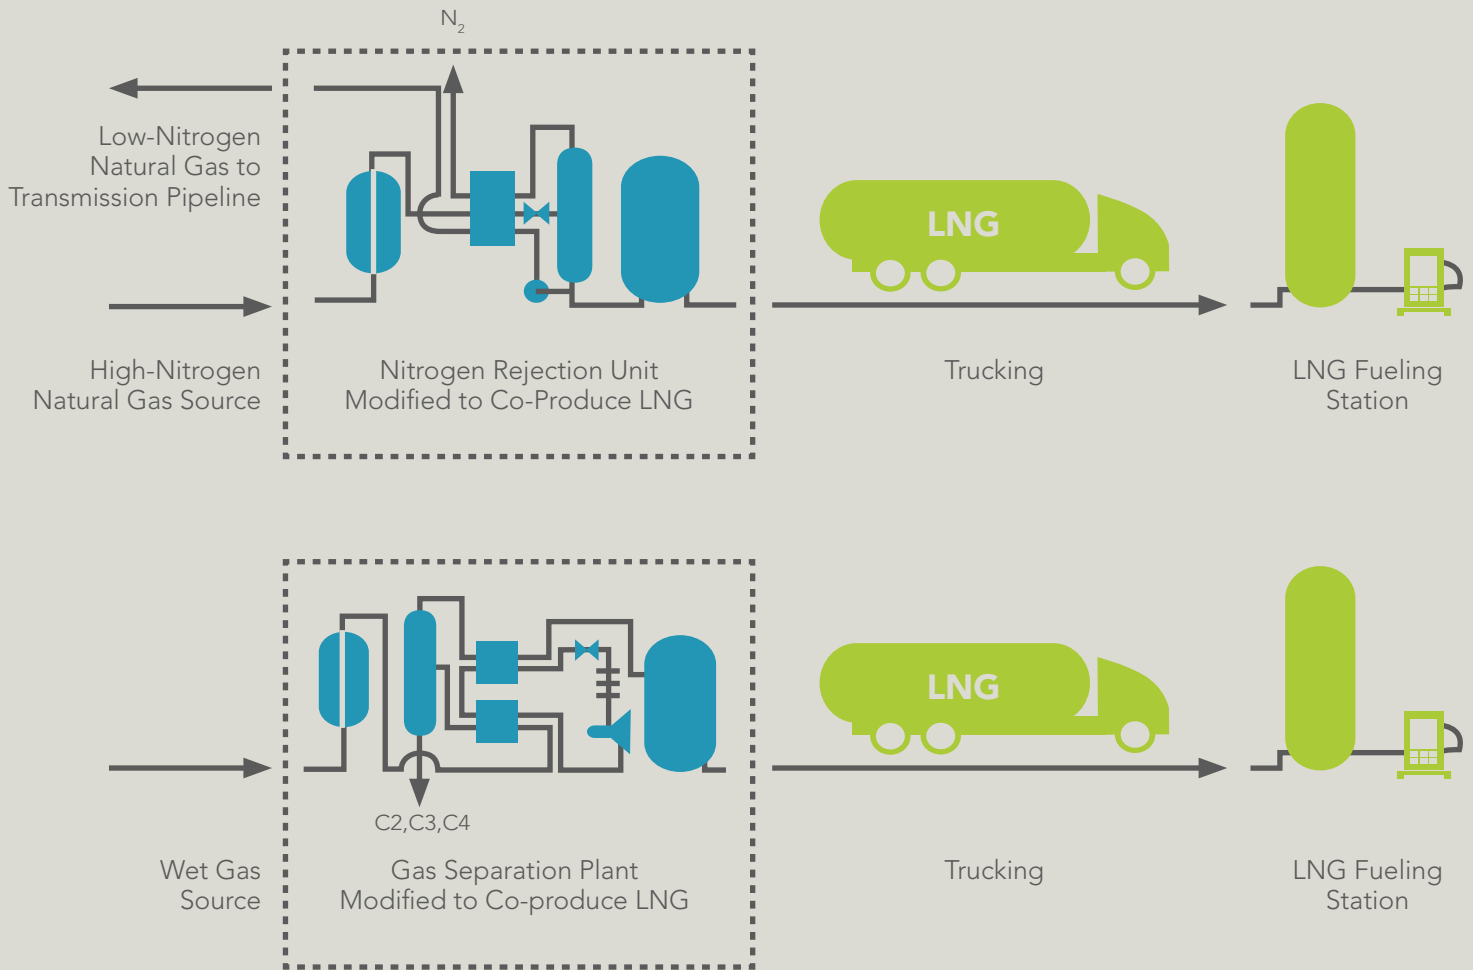 N₂
Low-Nitrogen
Natural Gas to
Transmission Pipeline
High-Nitrogen
Natural Gas Source
Nitrogen Rejection Unit
Modified to Co-Produce LNG
LNG
Trucking
LNG Fueling
Station
C2,C3,C4
Wet Gas
Source
Gas Separation Plant
Modified to Co-produce LNG
LNG
Trucking
LNG Fueling
Station